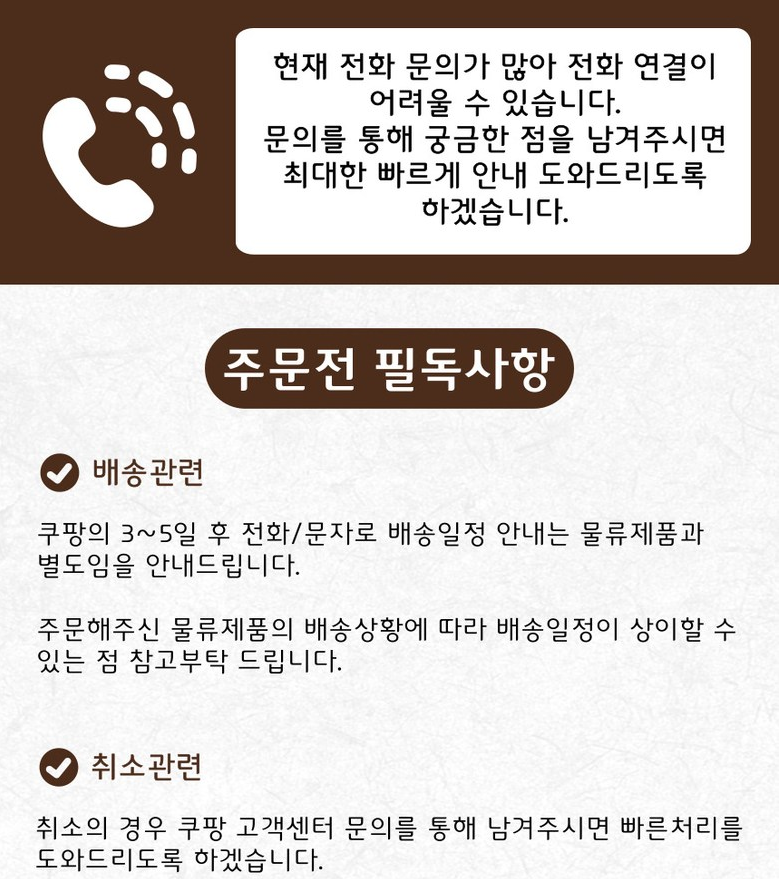 현재 전화 문의가 많아 전화 연결이
어려울 수 있습니다.
문의를 통해 궁금한 점을 남겨주시면
최대한 빠르게 안내 도와드리도록
하겠습니다.
주문전 필독사항
배송관련
쿠팡의 3~5일 후 전화/문자로 배송일정 안내는 물류제품과
별도임을 안내드립니다.
주문해주신 물류제품의 배송상황에 따라 배송일정이 상이할 수
있는 점 참고부탁 드립니다.
취소관련
취소의 경우 쿠팡 고객센터 문의를 통해 남겨주시면 빠른처리를
도와드리도록 하겠습니다.